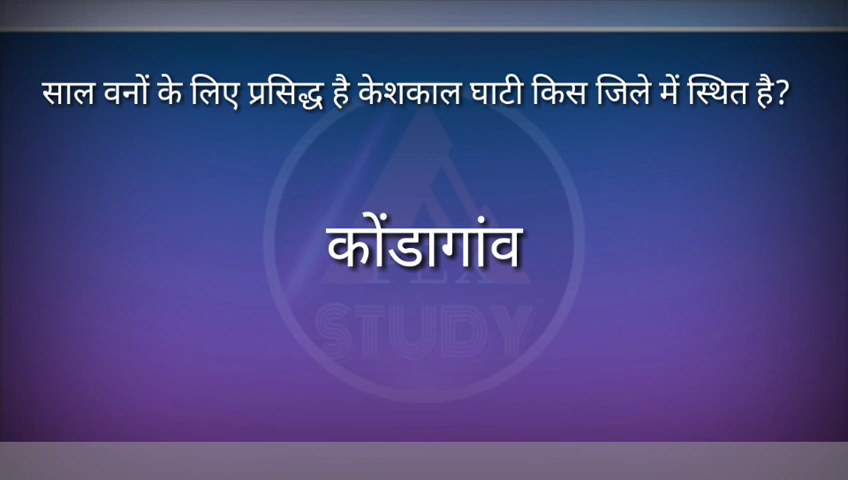 साल वनों के लिए प्रसिद्ध है केशकाल घाटी किस जिले में स्थित है?
कोंडागांव
STUDY